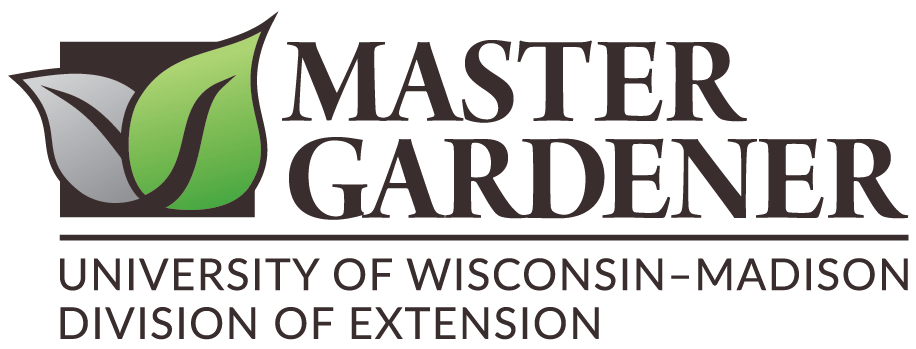 MASTER
GARDENER
UNIVERSITY OF WISCONSIN–MADISON
DIVISION OF EXTENSION